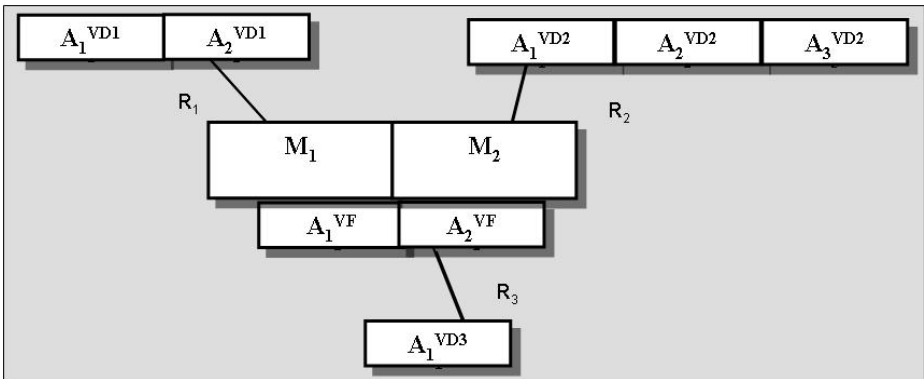 A₁ⱽᴰ¹ A₂ⱽᴰ¹ A₁ⱽᴰ² A₂ⱽᴰ² A₃ⱽᴰ²
R₁ R₂
M₁ M₂
A₁ⱽF A₂ⱽF
R₃
A₁ⱽᴰ³